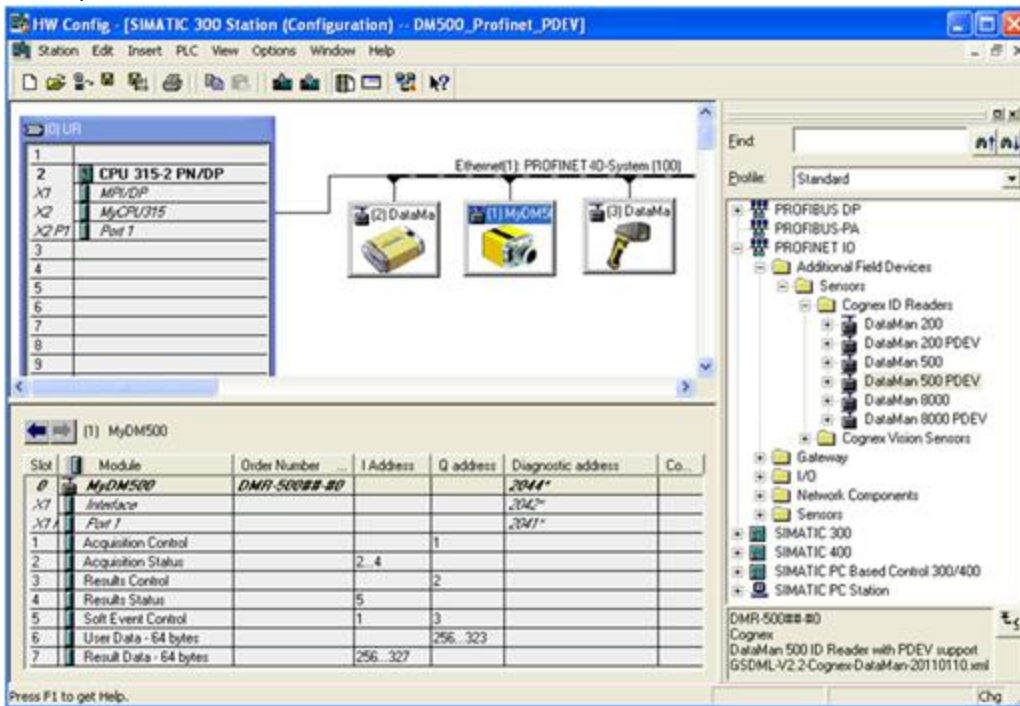 HW Config - [SIMATIC 300 Station (Configuration) -- DM500_Profinet_PDEV]
Station Edit Insert PLC View Options Window Help
(0) UR
1
2 CPU 315-2 PN/DP
X1 MPI/DP
X2 MyCPU315
X2 P1 Port 1
3
4
5
6
7
8
9
Ethernet(1): PROFINET-IO-System (100)
(2) DataMa
(1) MyDM5
(3) DataMa
Find:
Profile: Standard
PROFIBUS DP
PROFIBUS-PA
PROFINET IO
Additional Field Devices
Sensors
Cognex ID Readers
DataMan 200
DataMan 200 PDEV
DataMan 500
DataMan 500 PDEV
DataMan 8000
DataMan 8000 PDEV
Cognex Vision Sensors
Gateway
I/O
Network Components
Sensors
SIMATIC 300
SIMATIC 400
SIMATIC PC Based Control 300/400
SIMATIC PC Station
(1) MyDM500
Slot Module Order Number ... I Address Q address Diagnostic address Co...
0 MyDM500 DMR-500##-#0 2044*
X1 Interface 2042*
X1 Port 1 2041*
1 Acquisition Control 1
2 Acquisition Status 2...4
3 Results Control 2
4 Results Status 5
5 Soft Event Control 1 3
6 User Data - 64 bytes 256...323
7 Result Data - 64 bytes 256...327
DMR-500##-#0
Cognex
DataMan 500 ID Reader with PDEV support
GSDML-V2.2-Cognex-DataMan-20110110.xml
Press F1 to get Help.
Chg